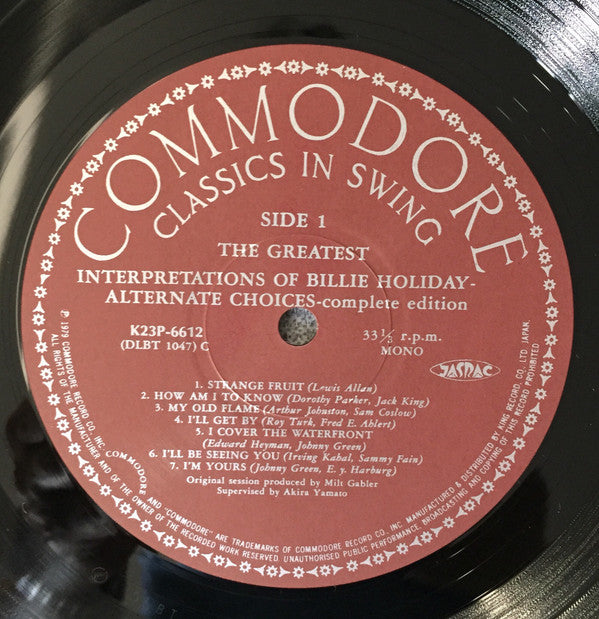 COMMODORE
CLASSICS IN SWING
SIDE 1
THE GREATEST
INTERPRETATIONS OF BILLIE HOLIDAY-
ALTERNATE CHOICES-complete edition
K23P-6612
(DLBT 1047) C
33⅓ r.p.m.
MONO
JASRAC
1. STRANGE FRUIT (Lewis Allan)
2. HOW AM I TO KNOW (Dorothy Parker, Jack King)
3. MY OLD FLAME (Arthur Johnston, Sam Coslow)
4. I'LL GET BY (Roy Turk, Fred E. Ahlert)
5. I COVER THE WATERFRONT
(Edward Heyman, Johnny Green)
6. I'LL BE SEEING YOU (Irving Kahal, Sammy Fain)
7. I'M YOURS (Johnny Green, E. y. Harburg)
Original session produced by Milt Gabler
Supervised by Akira Yamato
℗ 1979 COMMODORE RECORD CO. INC. COMMODORE AND "COMMODORE" ARE TRADEMARKS OF COMMODORE RECORD CO. INC. MANUFACTURED & DISTRIBUTED BY KING RECORD CO., LTD. JAPAN.
ALL RIGHTS OF THE MANUFACTURER AND OF THE OWNER OF THE RECORDED WORK RESERVED. UNAUTHORISED PUBLIC PERFORMANCE BROADCASTING AND COPYING OF THIS RECORD PROHIBITED